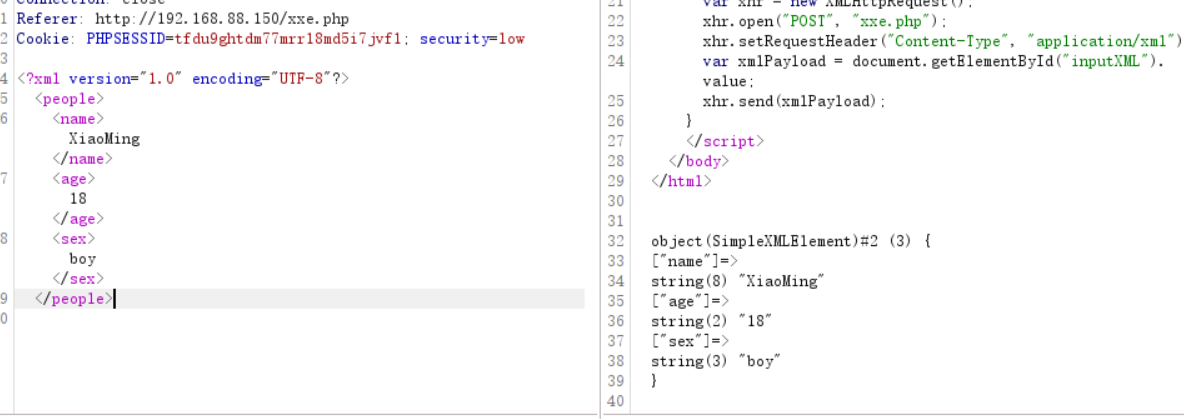 Connection: close
1 Referer: http://192.168.88.150/xxe.php
2 Cookie: PHPSESSID=tfdu9ghtdm77mrr18md5i7jvf1; security=low
3
4 <?xml version="1.0" encoding="UTF-8"?>
5 <people>
6 <name>
XiaoMing
</name>
7 <age>
18
</age>
8 <sex>
boy
</sex>
9 </people>
0
21 var xhr = new XMLHttpRequest();
22 xhr.open("POST", "xxe.php");
23 xhr.setRequestHeader("Content-Type", "application/xml")
24 var xmlPayload = document.getElementById("inputXML").
value;
25 xhr.send(xmlPayload);
26 }
27 </script>
28 </body>
29 </html>
30
31
32 object(SimpleXMLElement)#2 (3) {
33 ["name"]=>
34 string(8) "XiaoMing"
35 ["age"]=>
36 string(2) "18"
37 ["sex"]=>
38 string(3) "boy"
39 }
40